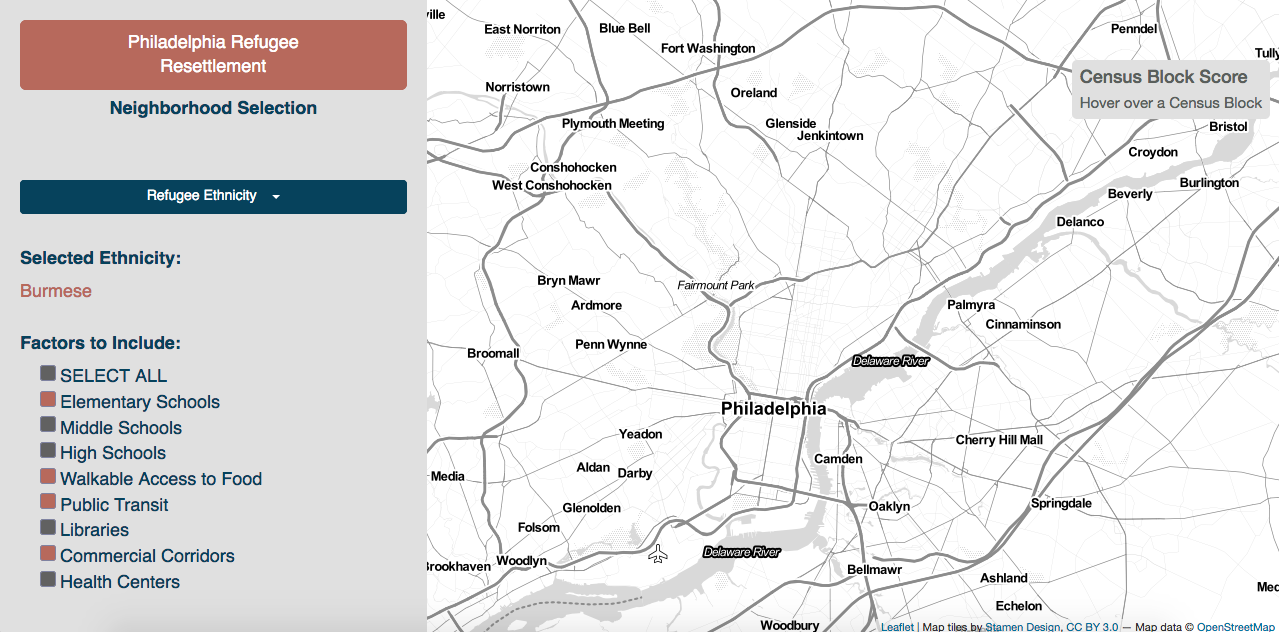 Philadelphia Refugee
Resettlement
Neighborhood Selection
Refugee Ethnicity
Selected Ethnicity:
Burmese
Factors to Include:
SELECT ALL
Elementary Schools
Middle Schools
High Schools
Walkable Access to Food
Public Transit
Libraries
Commercial Corridors
Health Centers
ville
East Norriton
Blue Bell
Fort Washington
Penndel
Tully
Census Block Score
Hover over a Census Block
Norristown
Oreland
Plymouth Meeting
Glenside
Jenkintown
Bristol
Croydon
Conshohocken
West Conshohocken
Burlington
Beverly
Delanco
Bryn Mawr
Fairmount Park
Ardmore
Palmyra
Cinnaminson
Penn Wynne
Broomall
Delaware River
Philadelphia
Yeadon
Cherry Hill Mall
Camden
Aldan
Darby
Media
Glenolden
Oaklyn
Springdale
Folsom
Delaware River
Woodlyn
Brookhaven
Bellmawr
Ashland
Med
Echelon
Woodbury
Leaflet | Map tiles by Stamen Design, CC BY 3.0 — Map data © OpenStreetMap